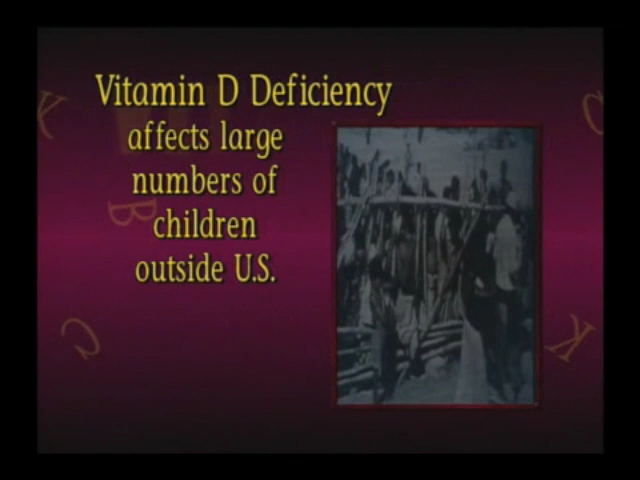 Vitamin D Deficiency
affects large
numbers of
children
outside U.S.
K
C
B
C
K